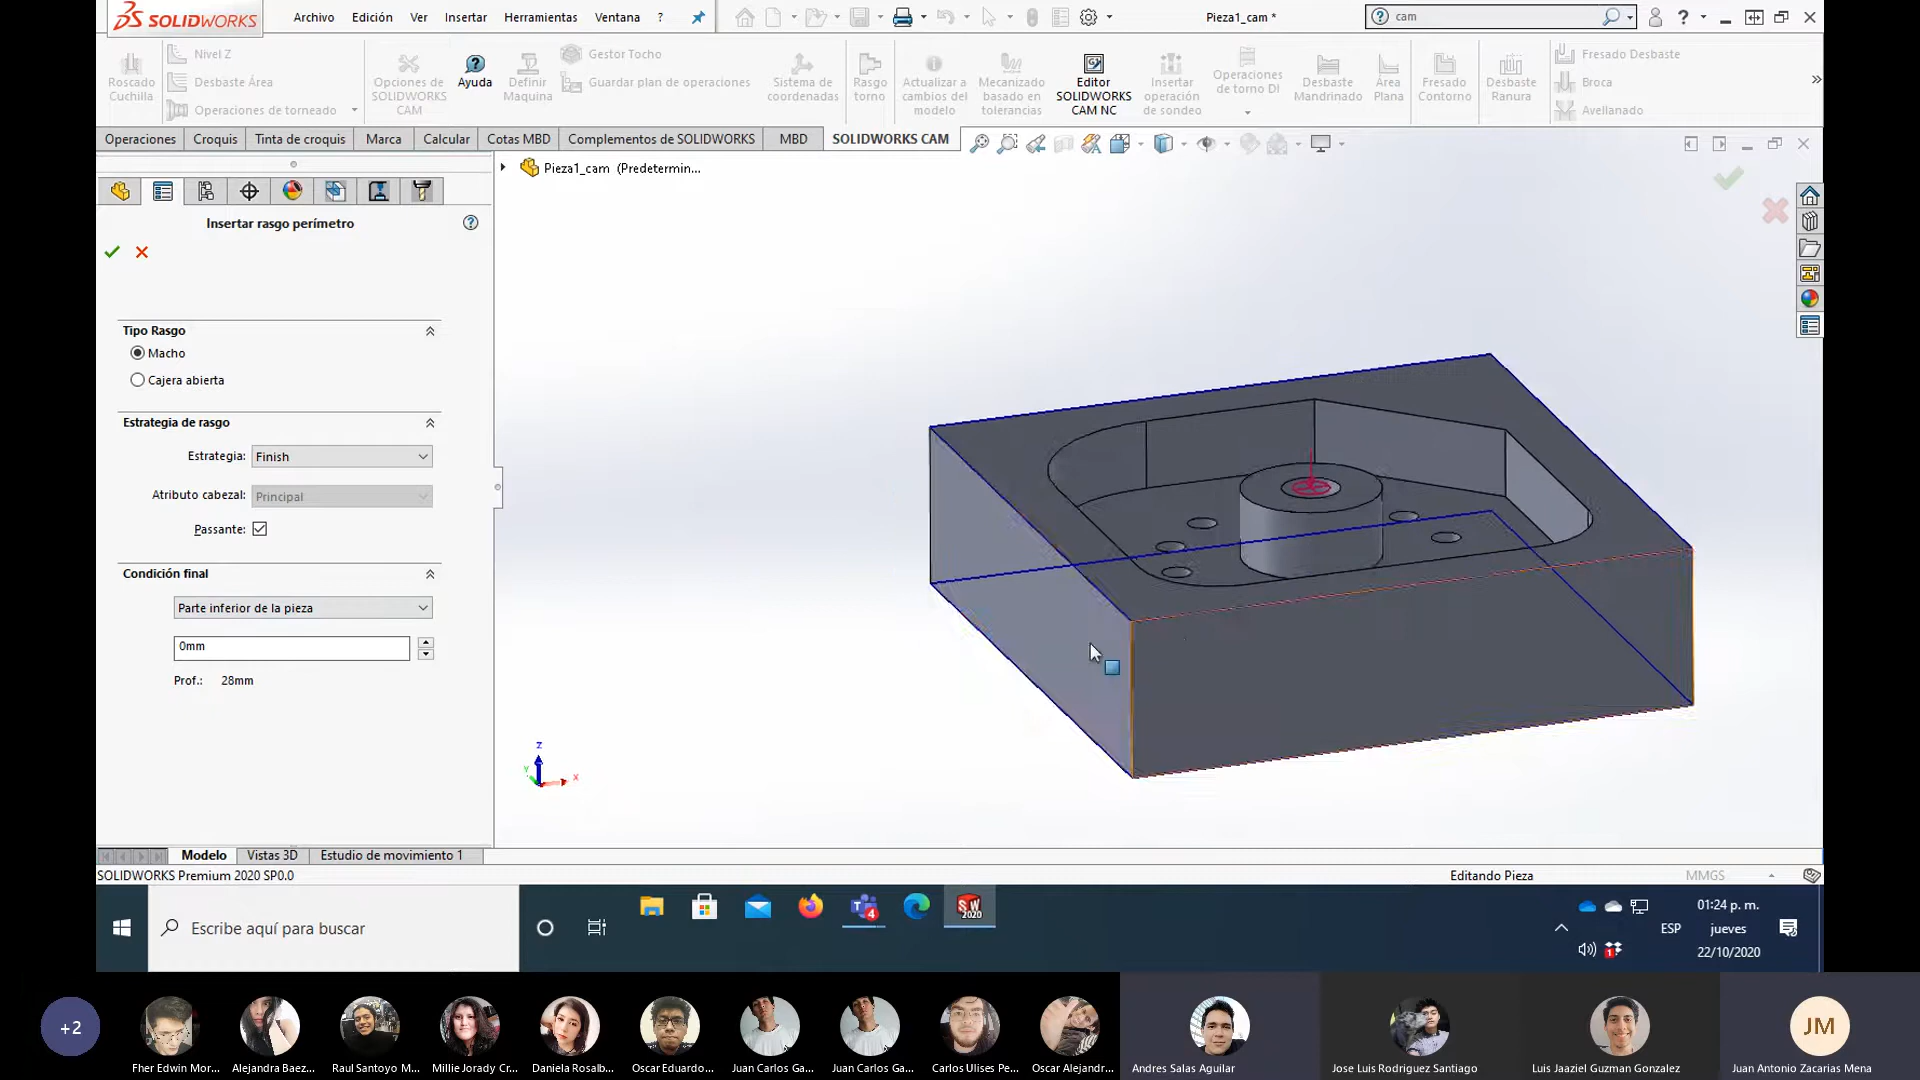 SOLIDWORKS
Archivo Edición Ver Insertar Herramientas Ventana ?
Pieza1_cam *
cam
Roscado Cuchilla
Nivel Z
Desbaste Área
Operaciones de torneado
Opciones de SOLIDWORKS CAM
Ayuda
Definir Maquina
Gestor Tocho
Guardar plan de operaciones
Sistema de coordenadas
Rasgo torno
Actualizar a cambios del modelo
Mecanizado basado en tolerancias
Editor SOLIDWORKS CAM NC
Insertar operación de sondeo
Operaciones de torno DI
Desbaste Mandrinado
Área Plana
Fresado Contorno
Desbaste Ranura
Fresado Desbaste
Broca
Avellanado
Operaciones Croquis Tinta de croquis Marca Calcular Cotas MBD Complementos de SOLIDWORKS MBD SOLIDWORKS CAM
Pieza1_cam (Predetermin...
Insertar rasgo perímetro
Tipo Rasgo
Macho
Cajera abierta
Estrategia de rasgo
Estrategia: Finish
Atributo cabezal: Principal
Passante:
Condición final
Parte inferior de la pieza
0mm
Prof.: 28mm
Z
Y
X
Modelo Vistas 3D Estudio de movimiento 1
SOLIDWORKS Premium 2020 SP0.0
Editando Pieza
MMGS
Escribe aquí para buscar
4
SW 2020
ESP
1
01:24 p. m.
jueves
22/10/2020
+2
JM
Fher Edwin Mor... Alejandra Baez... Raul Santoyo M... Millie Jorady Cr... Daniela Rosalb... Oscar Eduardo... Juan Carlos Ga... Juan Carlos Ga... Carlos Ulises Pe... Oscar Alejandr... Andres Salas Aguilar Jose Luis Rodriguez Santiago Luis Jaaziel Guzman Gonzalez Juan Antonio Zacarias Mena